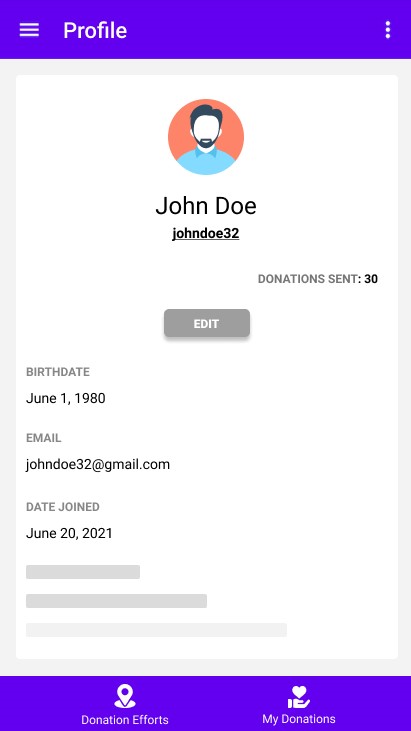 Profile
John Doe
johndoe32
DONATIONS SENT: 30
EDIT
BIRTHDATE
June 1, 1980
EMAIL
johndoe32@gmail.com
DATE JOINED
June 20, 2021
Donation Efforts
My Donations